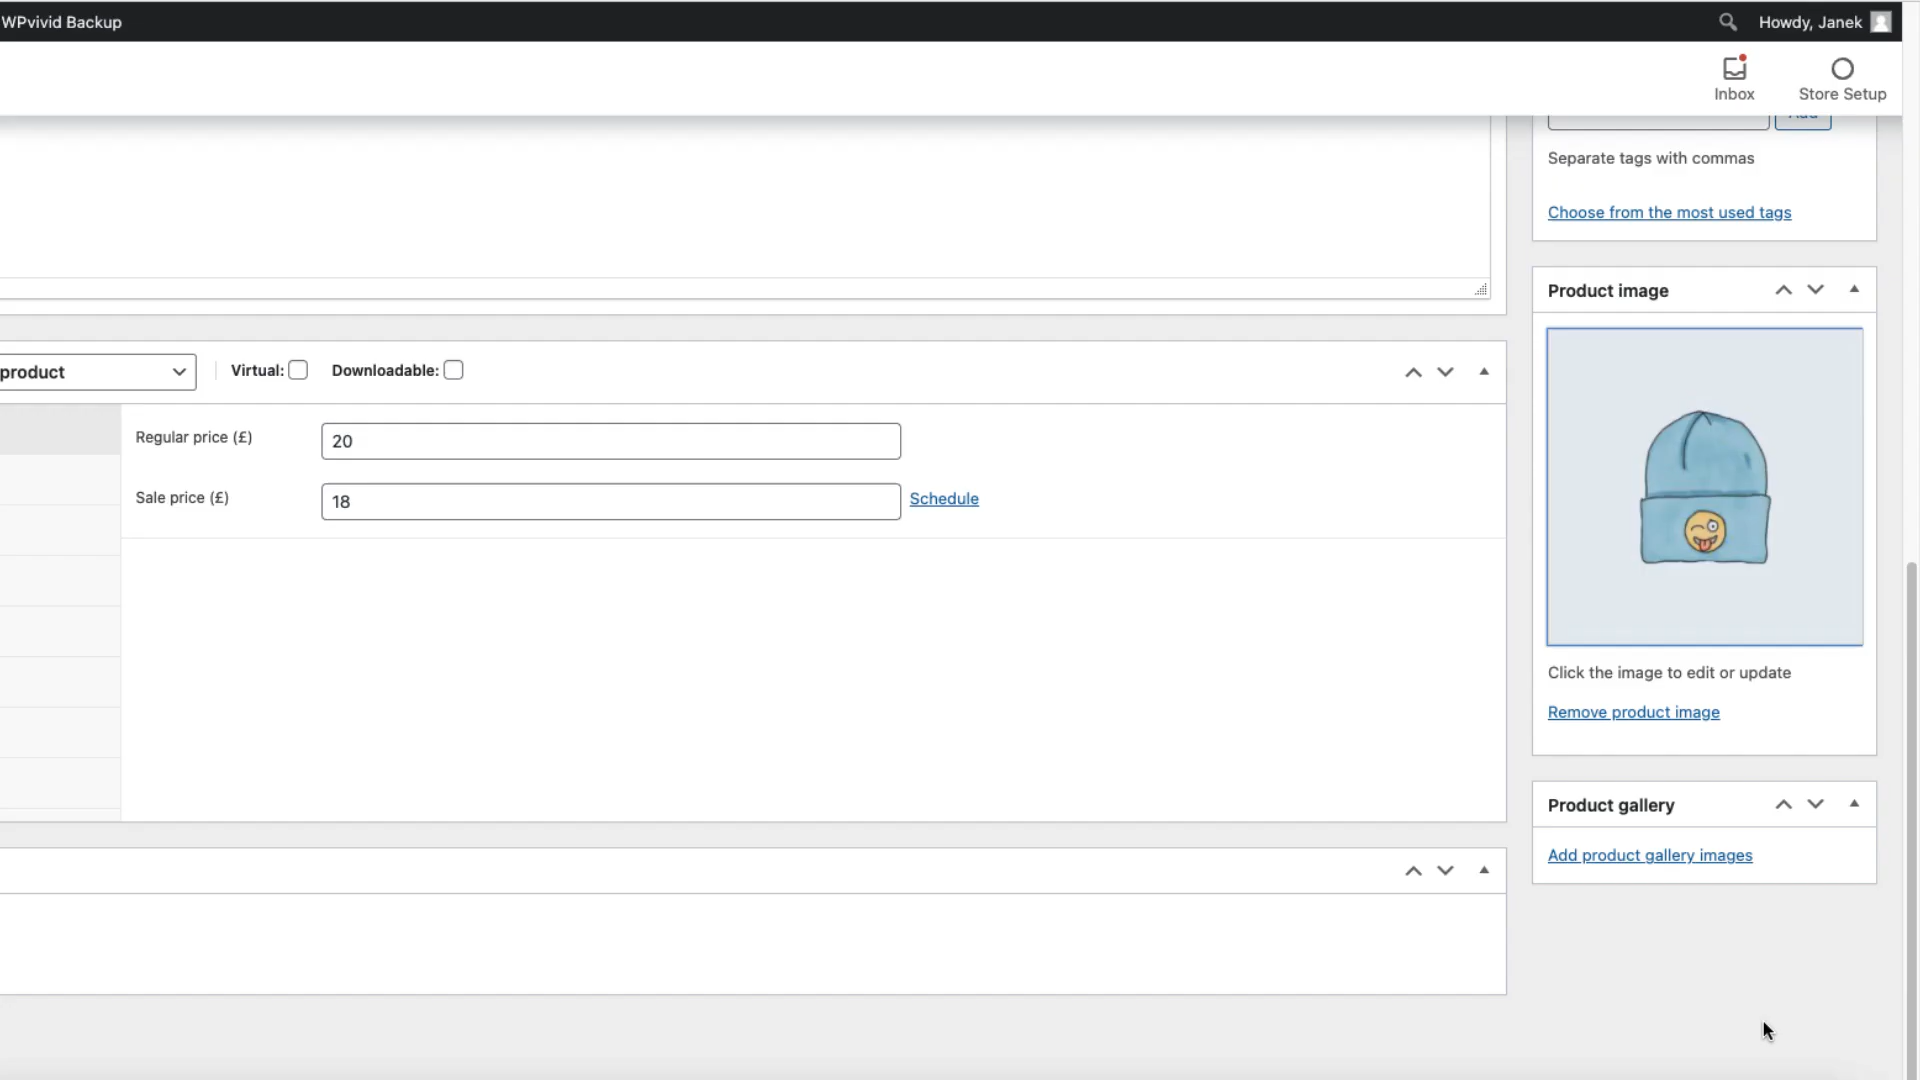 WPvivid Backup
Howdy, Janek
Inbox
Store Setup
Add
Separate tags with commas
Choose from the most used tags
Product image
product
Virtual:
Downloadable:
Regular price (£)
20
Sale price (£)
18
Schedule
Click the image to edit or update
Remove product image
Product gallery
Add product gallery images